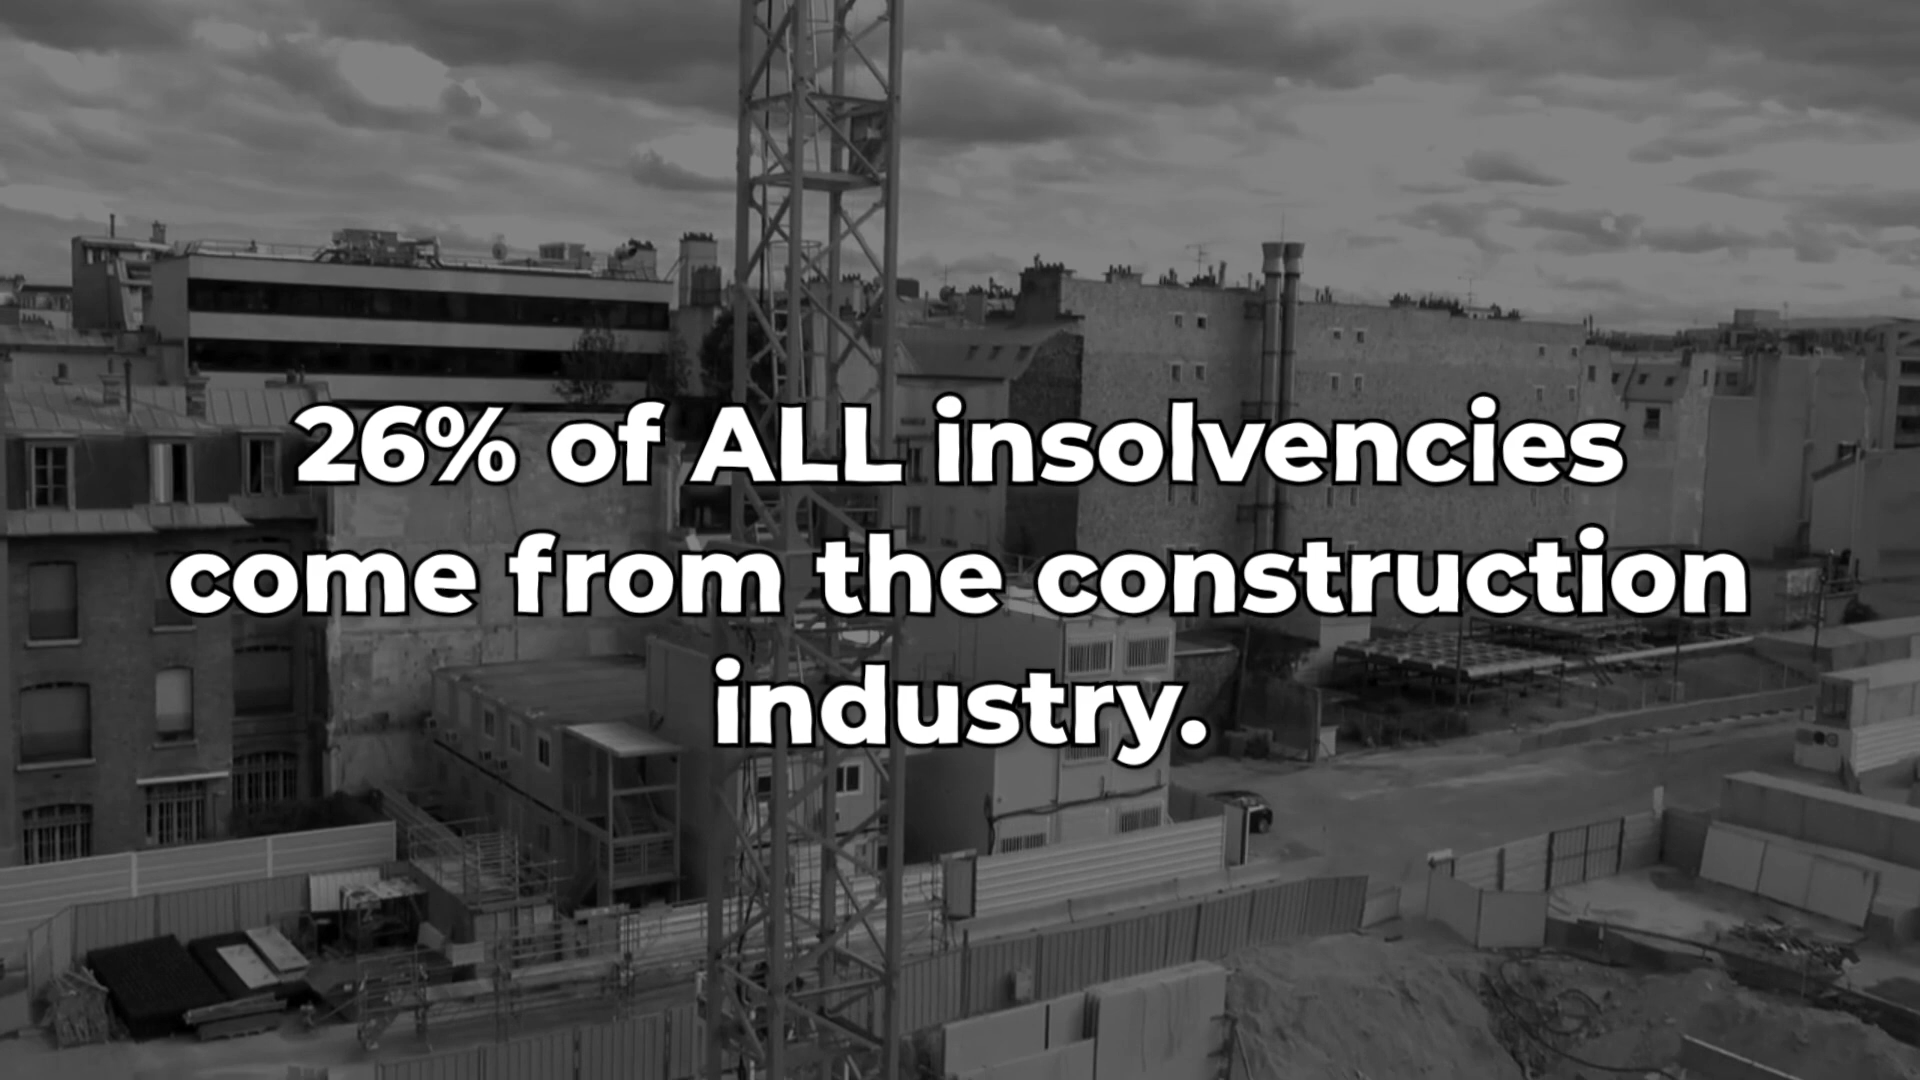 26% of ALL insolvencies
come from the construction
industry.